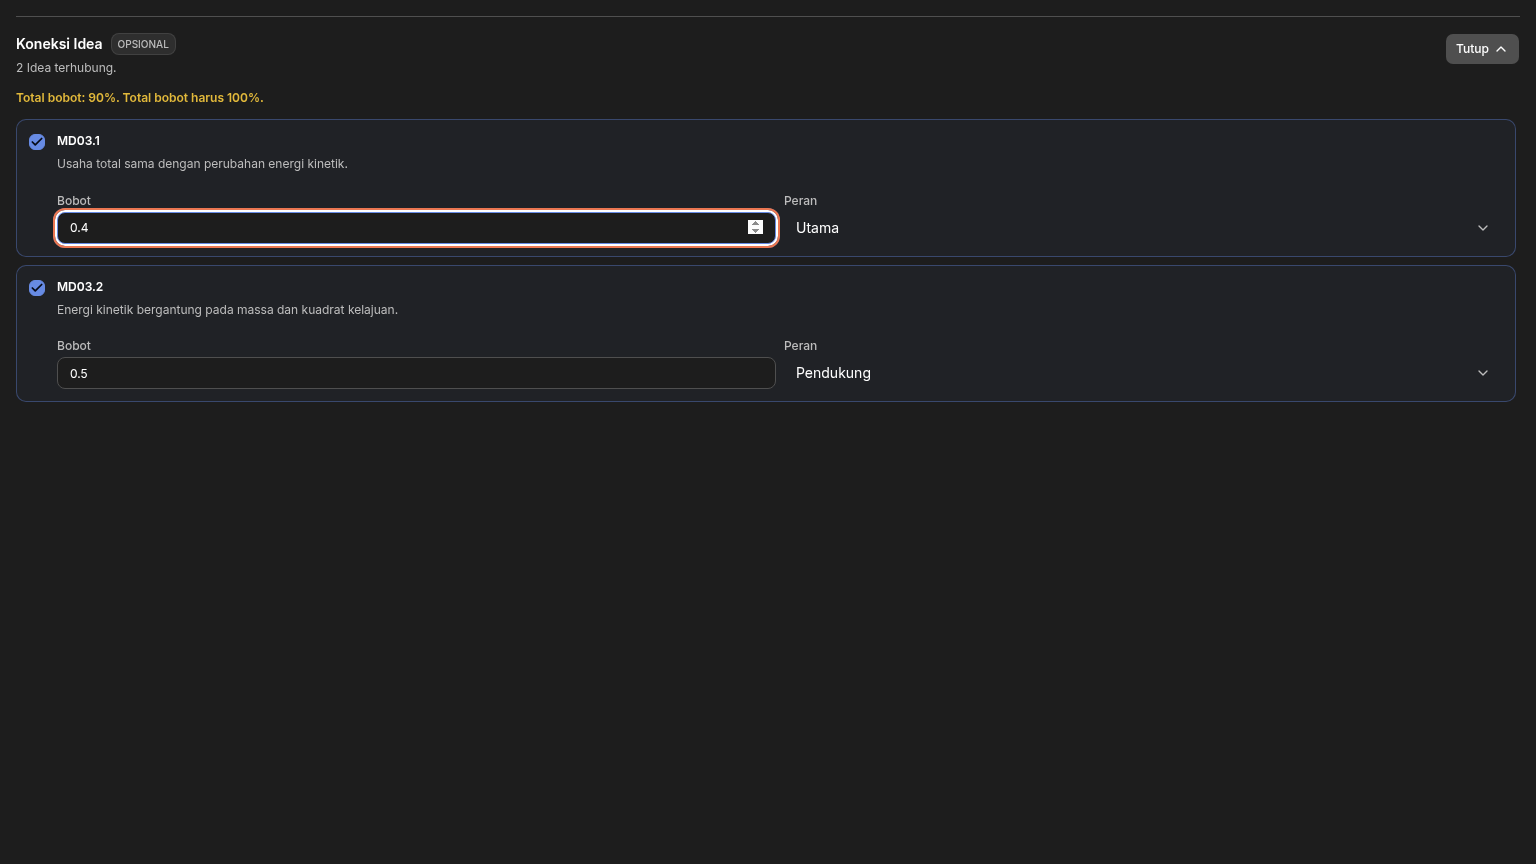 Koneksi Idea OPSIONAL
Tutup
2 Idea terhubung.
Total bobot: 90%. Total bobot harus 100%.
MD03.1
Usaha total sama dengan perubahan energi kinetik.
Bobot Peran
0.4 Utama
MD03.2
Energi kinetik bergantung pada massa dan kuadrat kelajuan.
Bobot Peran
0.5 Pendukung